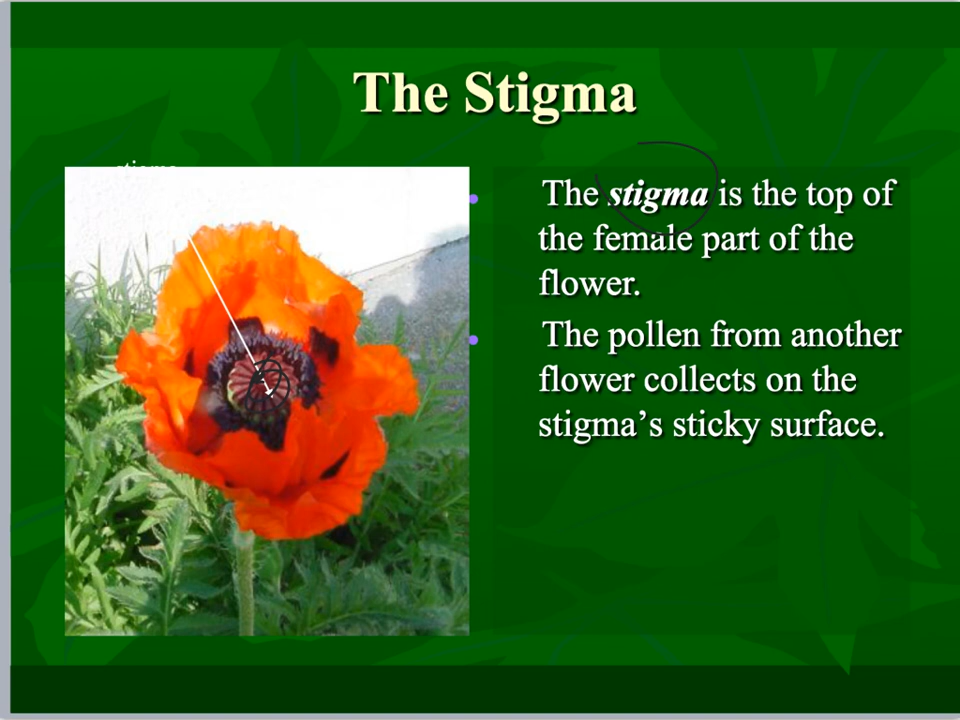 The Stigma
The stigma is the top of
the female part of the
flower.
The pollen from another
flower collects on the
stigma’s sticky surface.